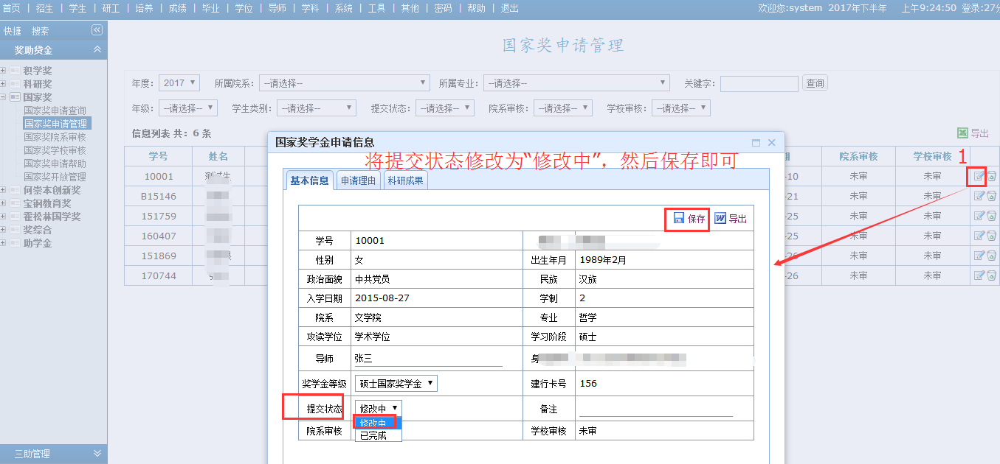 首页 | 招生 | 学生 | 研工 | 培养 | 成绩 | 毕业 | 学位 | 导师 | 学科 | 系统 | 工具 | 其他 | 密码 | 帮助 | 退出 欢迎您:system 2017年下半年 上午9:24:50 登录:27分
快捷 搜索
奖助贷金
积学奖
科研奖
国家奖
国家奖申请查询
国家奖申请管理
国家奖院系审核
国家奖学校审核
国家奖申请帮助
国家奖开放管理
何崇本创新奖
宝钢教育奖
霍松林国学奖
奖综合
助学金
三助管理
国家奖申请管理
年度: 2017 所属院系: --请选择-- 所属专业: --请选择-- 关键字: 查询
年级: --请选择-- 学生类别: --请选择-- 提交状态: --请选择-- 院系审核: --请选择-- 学校审核: --请选择--
信息列表 共: 6 条 导出
学号 姓名 期 院系审核 学校审核 1
10001 -10 未审 未审
B15146 -21 未审 未审
151759 -25 未审 未审
160407 -25 未审 未审
151869 -26 未审 未审
170744 -26 未审 未审
国家奖学金申请信息
将提交状态修改为“修改中”，然后保存即可
基本信息 申请理由 科研成果
保存 导出
学号 10001
性别 女 出生年月 1989年2月
政治面貌 中共党员 民族 汉族
入学日期 2015-08-27 学制 2
院系 文学院 专业 哲学
攻读学位 学术学位 学习阶段 硕士
导师 张三 身
奖学金等级 硕士国家奖学金 建行卡号 156
提交状态 修改中 备注
修改中
已完成
院系审核 学校审核 未审